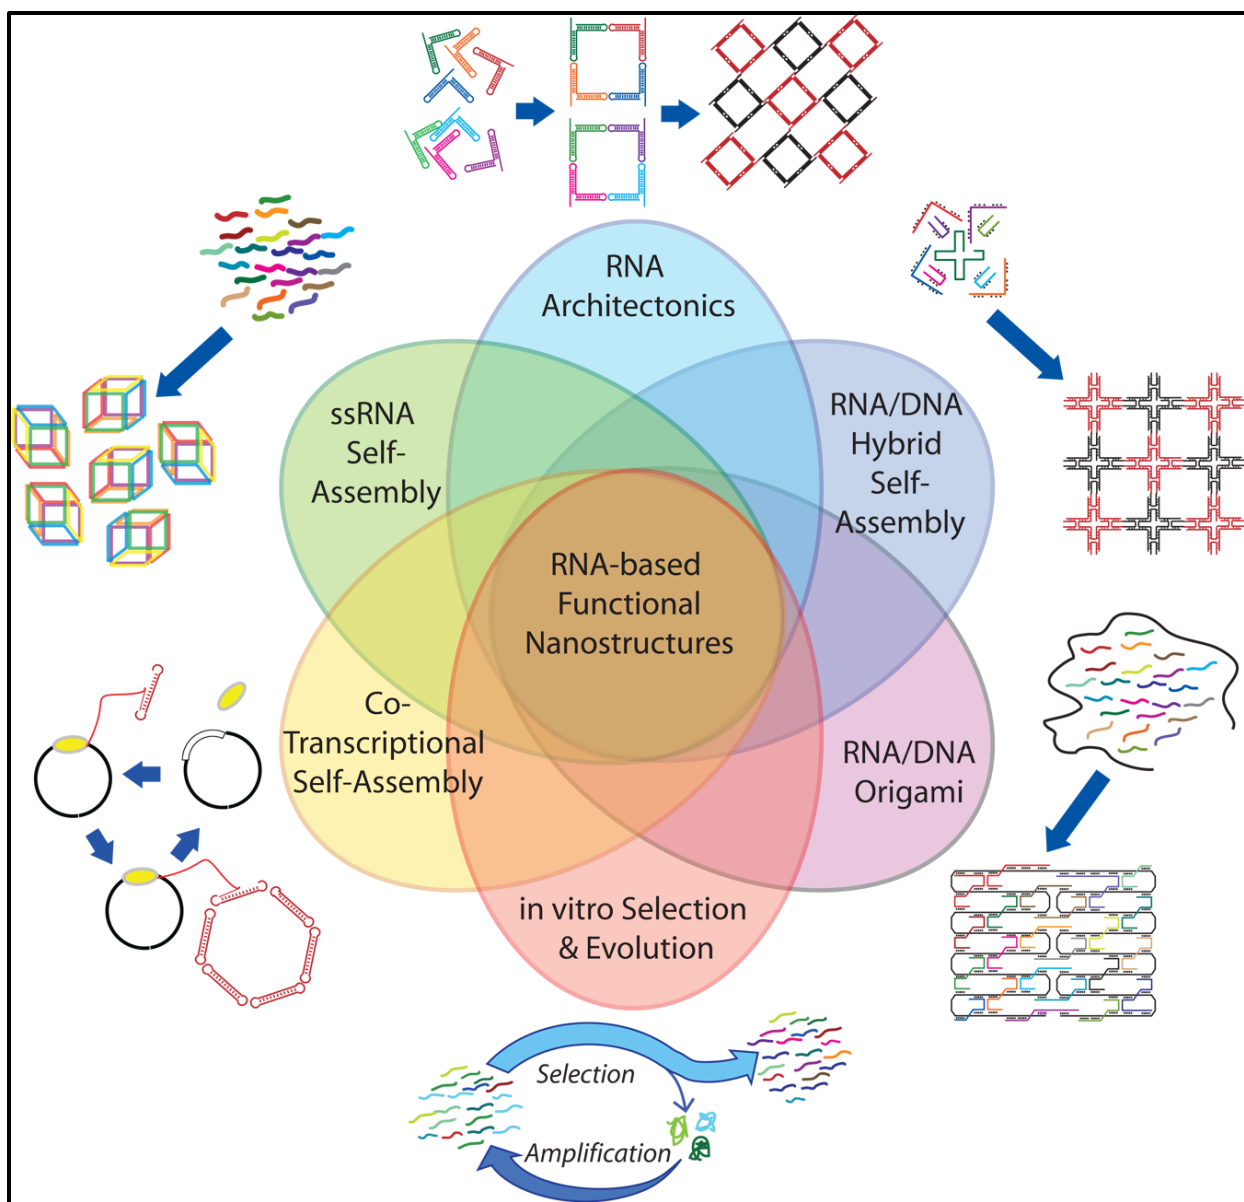 RNA
Architectonics
ssRNA
Self-
Assembly
RNA/DNA
Hybrid
Self-
Assembly
RNA-based
Functional
Nanostructures
Co-
Transcriptional
Self-Assembly
RNA/DNA
Origami
in vitro Selection
& Evolution
Selection
Amplification